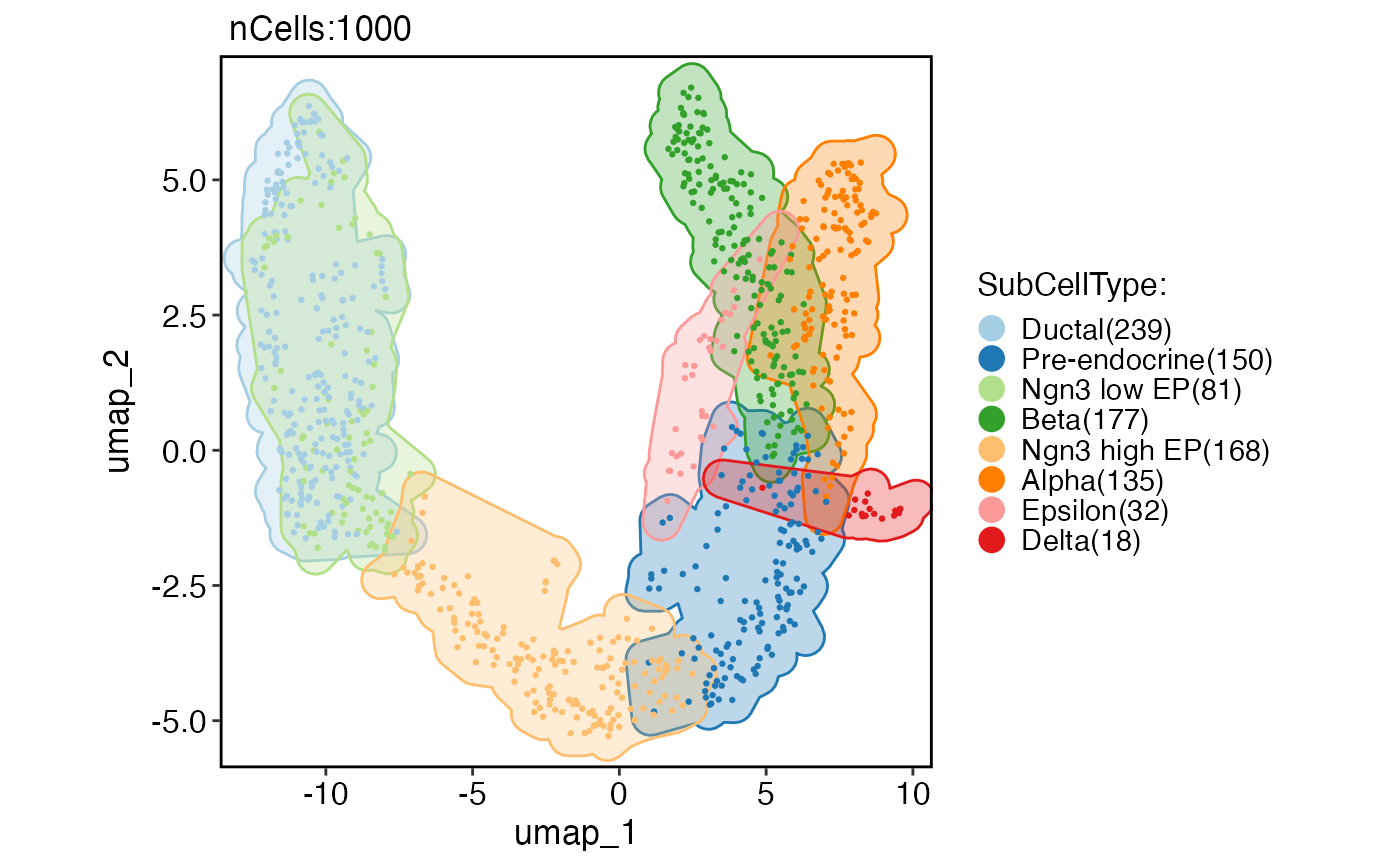 nCells:1000
umap_2
5.0
2.5
0.0
-2.5
-5.0
-10
-5
0
5
10
umap_1
SubCellType:
Ductal(239)
Pre-endocrine(150)
Ngn3 low EP(81)
Beta(177)
Ngn3 high EP(168)
Alpha(135)
Epsilon(32)
Delta(18)